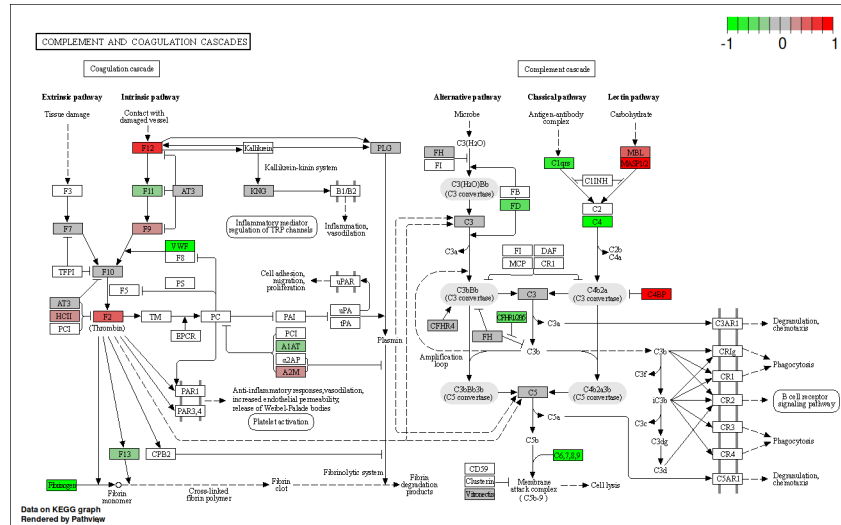 COMPLEMENT AND COAGULATION CASCADES
-1 0 1
Coagulation cascade
Complement cascade
Extrinsic pathway
Intrinsic pathway
Alternative pathway
Classical pathway
Lectin pathway
Tissue damage
Contact with
damaged vessel
Microbe
Antigen-antibody
complex
Carbohydrate
F12
Kallikrein
PLG
C3(H2O)
FH
FI
C1qrs
MBL
MASP1/2
Kallikrein-kinin system
C1INH
F3
F11
AT3
KNG
B1/B2
C3(H2O)Bb
(C3 convertase)
FB
FD
C2
C4
F7
F9
Inflammatory mediator
regulation of TRP channels
Inflammation,
vasodilation
C3
VWF
F8
C3a
FI
DAF
MCP
CR1
C2b
C4a
TFPI
F10
Cell adhesion,
migration,
proliferation
uPAR
F5
PS
C3bBb
(C3 convertase)
C3
C4b2a
(C3 convertase)
C4BP
AT3
HCII
PCI
F2
(Thrombin)
TM
PC
PAI
uPA
tPA
EPCR
CFHR4
FH
C3a
C3AR1
Degranulation,
chemotaxis
PCI
A1AT
α2AP
A2M
Plasmin
Amplification
loop
C3b
C3b
CRIg
Phagocytosis
C3f
CR1
PAR1
PAR3,4
Anti-inflammatory responses, vasodilation,
increased endothelial permeability,
release of Weibel-Palade bodies
Platelet activation
C3bBb3b
(C5 convertase)
C5
C4b2a3b
(C5 convertase)
iC3b
CR2
B cell receptor
signaling pathway
C3c
C5a
CR3
Phagocytosis
C3dg
C5b
F13
CPB2
CR4
C3d
C6,7,8,9
Fibrinolytic system
CD59
Clusterin
Vitronectin
Membrane
attack complex
(C5b-9)
Cell lysis
C5AR1
Degranulation,
chemotaxis
Fibrinogen
Fibrin
monomer
Cross-linked
fibrin polymer
Fibrin
clot
Fibrin
degradation
products
Data on KEGG graph
Rendered by Pathview